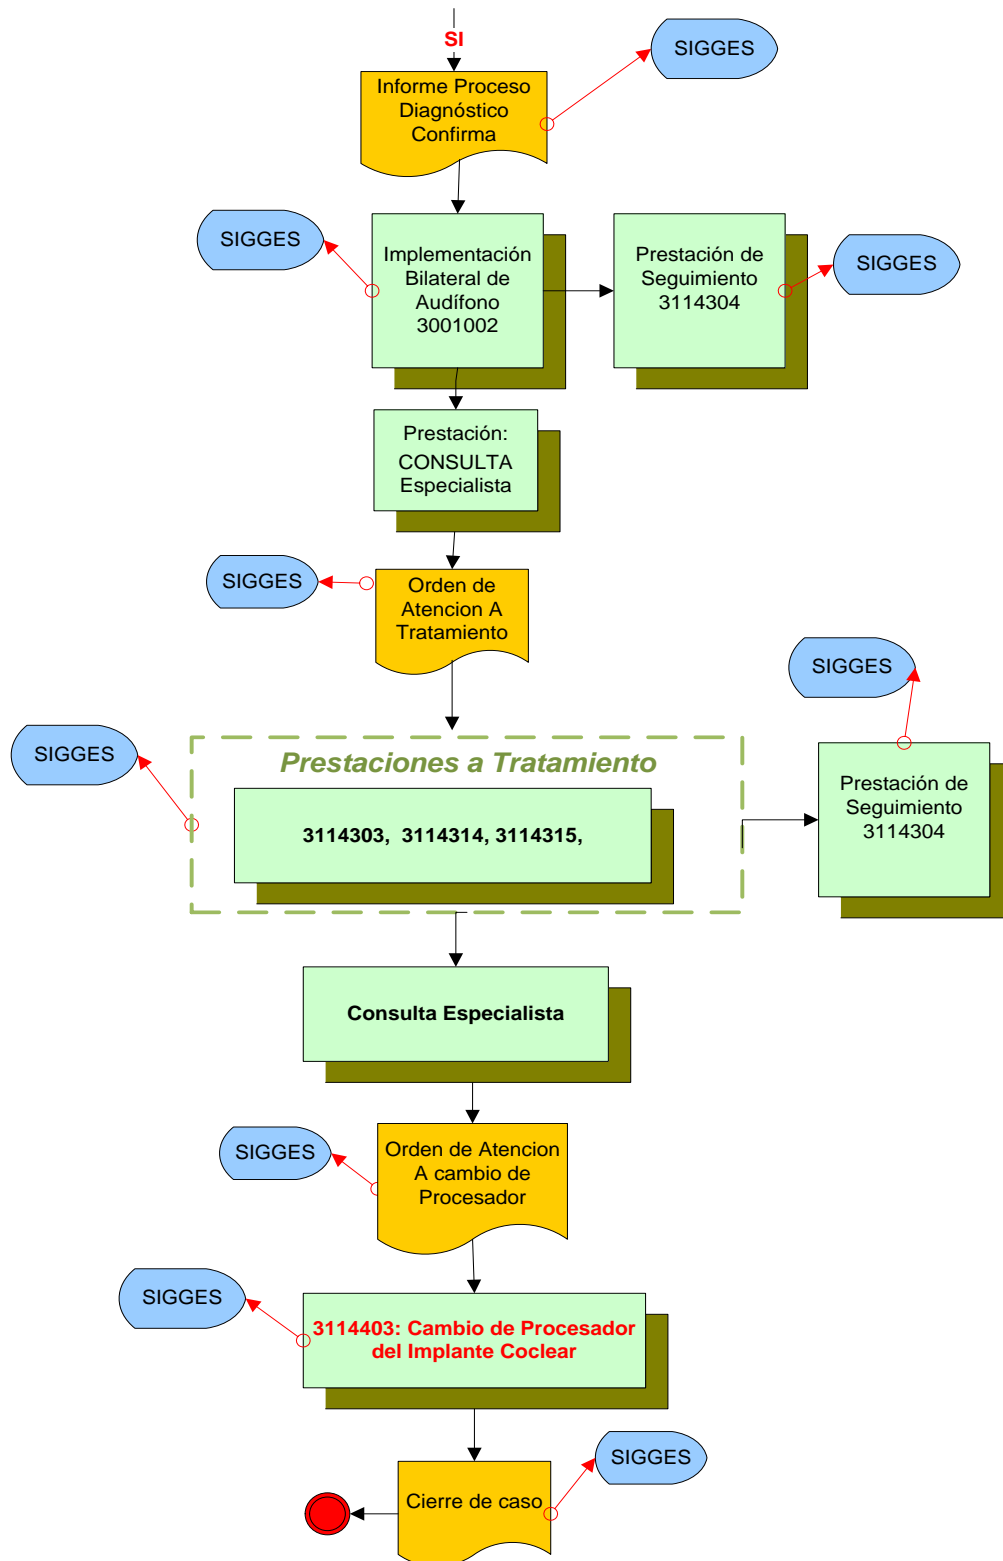 SI
SIGGES
Informe Proceso
Diagnóstico
Confirma
SIGGES
Implementación
Bilateral de
Audífono
3001002
Prestación de
Seguimiento
3114304
SIGGES
Prestación:
CONSULTA
Especialista
SIGGES
Orden de
Atencion A
Tratamiento
SIGGES
SIGGES
Prestaciones a Tratamiento
3114303, 3114314, 3114315,
Prestación de
Seguimiento
3114304
Consulta Especialista
SIGGES
Orden de Atencion
A cambio de
Procesador
SIGGES
3114403: Cambio de Procesador
del Implante Coclear
SIGGES
Cierre de caso